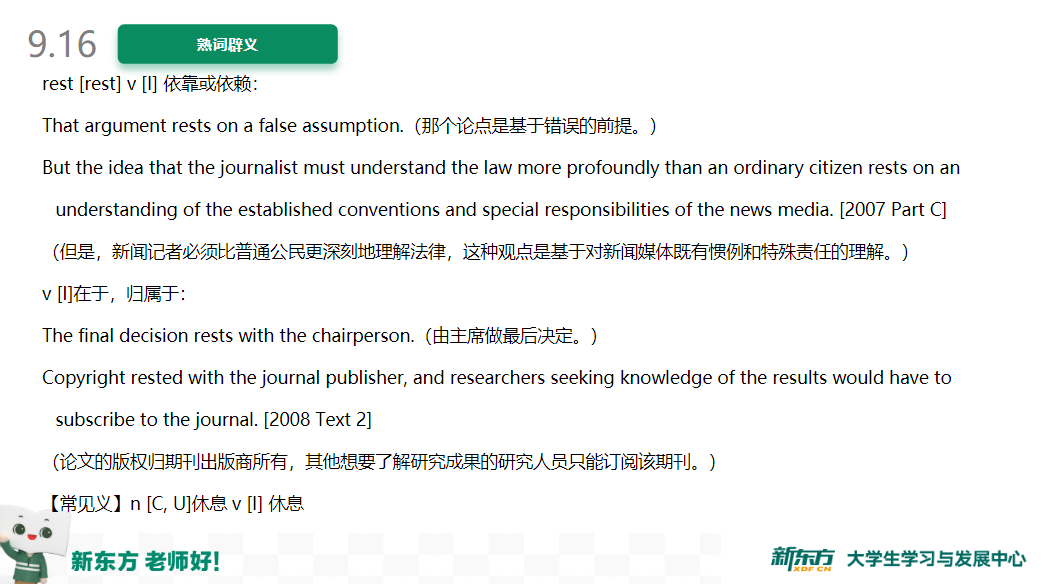 9.16
熟词辟义
rest [rest] v [I] 依靠或依赖：
That argument rests on a false assumption.（那个论点是基于错误的前提。）
But the idea that the journalist must understand the law more profoundly than an ordinary citizen rests on an
understanding of the established conventions and special responsibilities of the news media. [2007 Part C]
（但是，新闻记者必须比普通公民更深刻地理解法律，这种观点是基于对新闻媒体既有惯例和特殊责任的理解。）
v [I]在于，归属于：
The final decision rests with the chairperson.（由主席做最后决定。）
Copyright rested with the journal publisher, and researchers seeking knowledge of the results would have to
subscribe to the journal. [2008 Text 2]
（论文的版权归期刊出版商所有，其他想要了解研究成果的研究人员只能订阅该期刊。）
【常见义】n [C, U]休息 v [I] 休息
新东方 老师好！
新东方 XDF.CN 大学生学习与发展中心